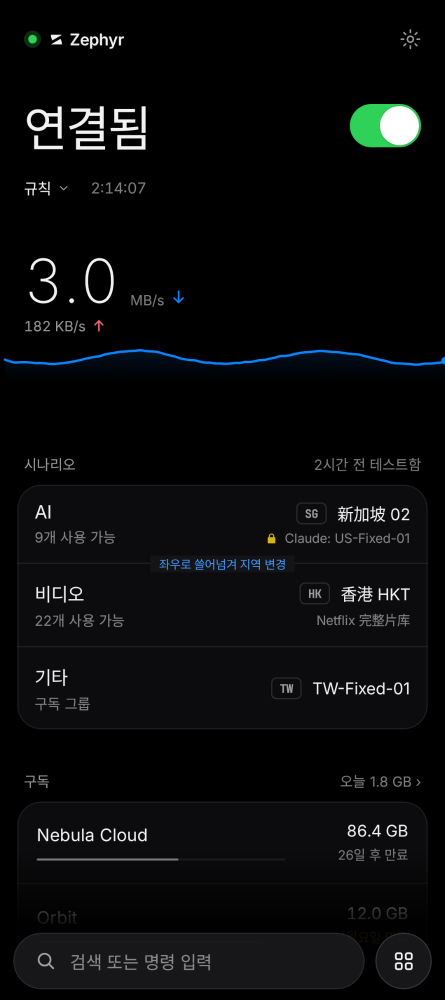 Zephyr
연결됨
규칙 2:14:07
3.0 MB/s ↓
182 KB/s ↑
시나리오 2시간 전 테스트함
AI SG 新加坡 02
9개 사용 가능 Claude: US-Fixed-01
좌우로 쓸어넘겨 지역 변경
비디오 HK 香港 HKT
22개 사용 가능 Netflix 完整片库
기타 TW TW-Fixed-01
구독 그룹
구독 오늘 1.8 GB ›
Nebula Cloud 86.4 GB
26일 후 만료
Orbit 12.0 GB
검색 또는 명령 입력